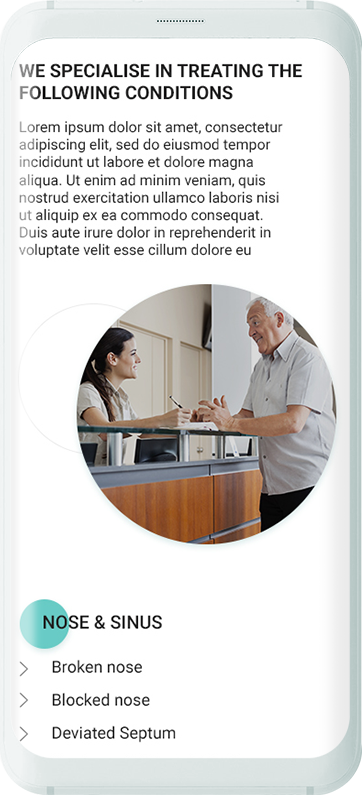 WE SPECIALISE IN TREATING THE
FOLLOWING CONDITIONS
Lorem ipsum dolor sit amet, consectetur
adipiscing elit, sed do eiusmod tempor
incididunt ut labore et dolore magna
aliqua. Ut enim ad minim veniam, quis
nostrud exercitation ullamco laboris nisi
ut aliquip ex ea commodo consequat.
Duis aute irure dolor in reprehenderit in
voluptate velit esse cillum dolore eu
NOSE & SINUS
Broken nose
Blocked nose
Deviated Septum